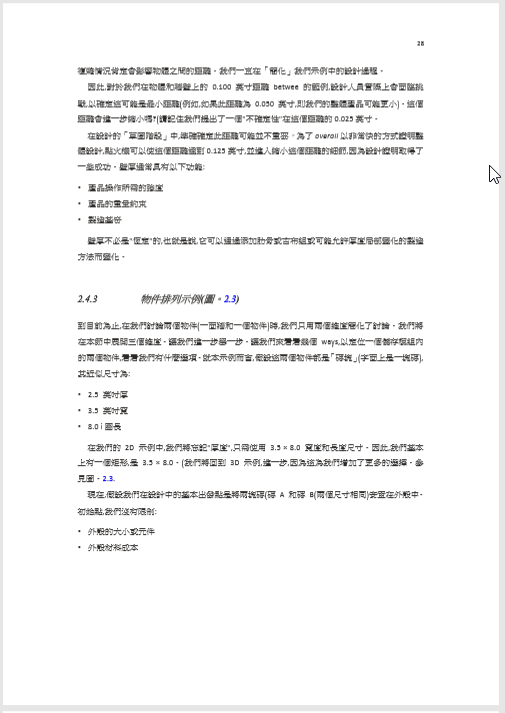 28
複雜情況肯定會影響物體之間的距離。我們一直在「簡化」我們示例中的設計過程。
因此,對於我們在物體和牆壁上的 0.100 英寸距離 betwee 的範例,設計人員實際上會面臨挑
戰,以確定這可能是最小距離(例如,如果此距離為 0.050 英寸,則我們的整體產品可能更小)。這個
距離會進一步縮小嗎?(請記住我們提出了一個"不確定性"在這個距離的 0.025 英寸。
在設計的「草圖階段」中,準確確定此距離可能並不重要。為了 overall 以非常快的方式證明整
體設計,點火欄可以使這個距離達到 0.125 英寸,並進入縮小這個距離的細節,因為設計證明取得了
一些成功。壁厚通常具有以下功能:
• 產品操作所需的強度
• 產品的重量約束
• 製造基密
壁厚不必是"恆定"的,也就是說,它可以通過添加肋骨或吉布組或可能允許厚度局部變化的製造
方法而變化。
2.4.3 物件排列示例(圖。2.3)
到目前為止,在我們討論兩個物件(一面牆和一個物件)時,我們只用兩個維度簡化了討論。我們將
在本節中展開三個維度。讓我們進一步舉一步。讓我們來看看幾個 ways,以定位一個儲存模組內
的兩個物件,看看我們有什麼選項。就本示例而言,假設這兩個物件都是「磚塊」(字面上是一塊磚),
其近似尺寸為:
• 2.5 英吋厚
• 3.5 英吋寬
• 8.0 i 面長
在我們的 2D 示例中,我們將忘記"厚度",只需使用 3.5 × 8.0 寬度和長度尺寸。因此,我們基本
上有一個矩形,是 3.5 × 8.0。(我們將回到 3D 示例,進一步,因為這為我們增加了更多的選擇。參
見圖。2.3.
現在,假設我們在設計中的基本出發點是將兩塊磚(磚 A 和磚 B(兩個尺寸相同)安置在外殼中。
初始點,我們沒有限制:
• 外殼的大小或元件
• 外殼材料成本